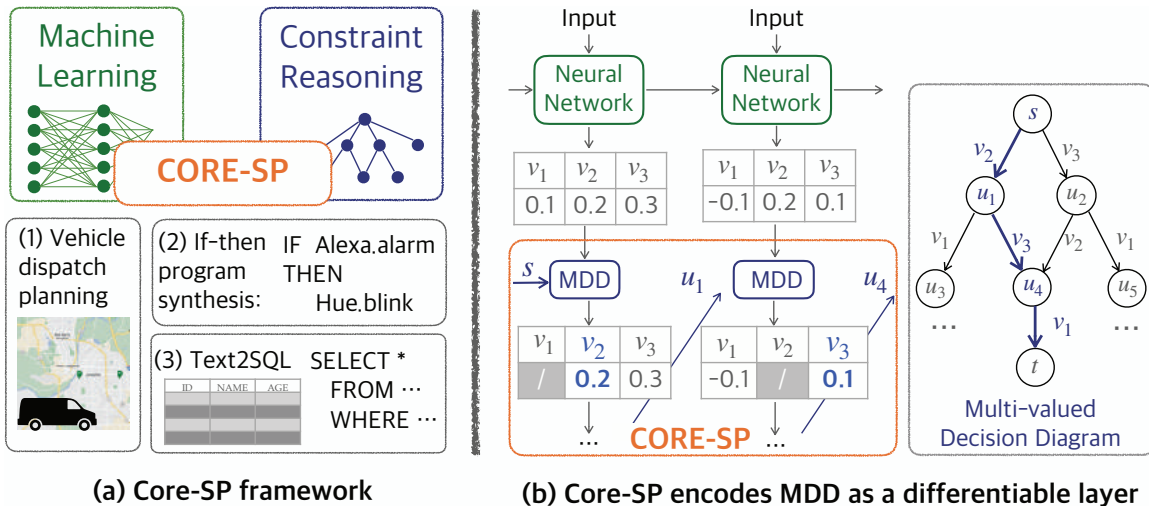 Machine
Learning
Constraint
Reasoning
CORE-SP
(1) Vehicle
dispatch
planning
(2) If-then
program
synthesis:
IF Alexa.alarm
THEN
Hue.blink
(3) Text2SQL
ID NAME AGE
SELECT *
FROM ⋯
WHERE ⋯
(a) Core-SP framework
Input Input
Neural
Network
Neural
Network
v₁ v₂ v₃
0.1 0.2 0.3
v₁ v₂ v₃
-0.1 0.2 0.1
s MDD u₁ MDD u₄
v₁ v₂ v₃
/ 0.2 0.3
v₁ v₂ v₃
-0.1 / 0.1
... CORE-SP ...
s
v₂ v₃
u₁ u₂
v₁ v₃ v₂ v₁
u₃ u₄ u₅
... v₁ ...
t
Multi-valued
Decision Diagram
(b) Core-SP encodes MDD as a differentiable layer